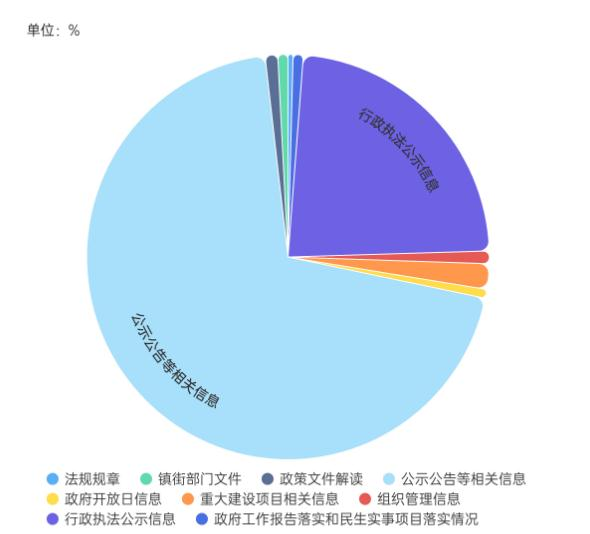 单位：%
行政执法公示信息
公示公告等相关信息
法规规章 镇街部门文件 政策文件解读 公示公告等相关信息
政府开放日信息 重大建设项目相关信息 组织管理信息
行政执法公示信息 政府工作报告落实和民生实事项目落实情况